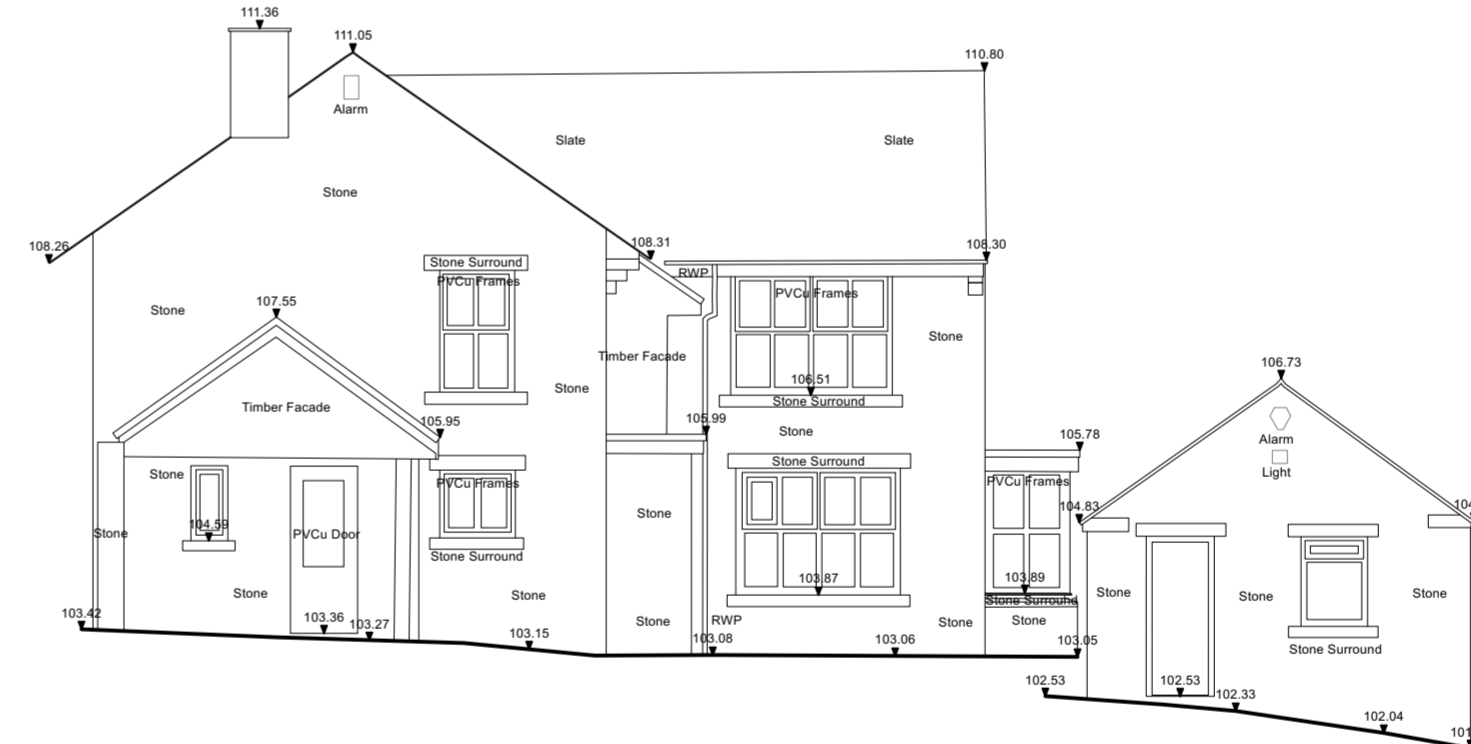 111.36
111.05
110.80
Alarm
Slate
Slate
Stone
108.26
108.31
108.30
Stone Surround
RWP
PVCu Frames
PVCu Frames
107.55
Stone
Stone
Timber Facade
106.73
Stone
106.51
Stone Surround
Timber Facade
105.95
105.99
Stone
105.78
Alarm
Stone Surround
Light
Stone
PVCu Frames
PVCu Frames
104.83
104
Stone
104.59
Stone
PVCu Door
Stone Surround
103.87
103.89
Stone
Stone
Stone
Stone Surround
Stone
Stone
Stone
103.42
103.36
103.27
Stone
RWP
Stone
Stone
103.15
103.08
103.06
103.05
Stone Surround
102.53
102.53
102.33
102.04
101